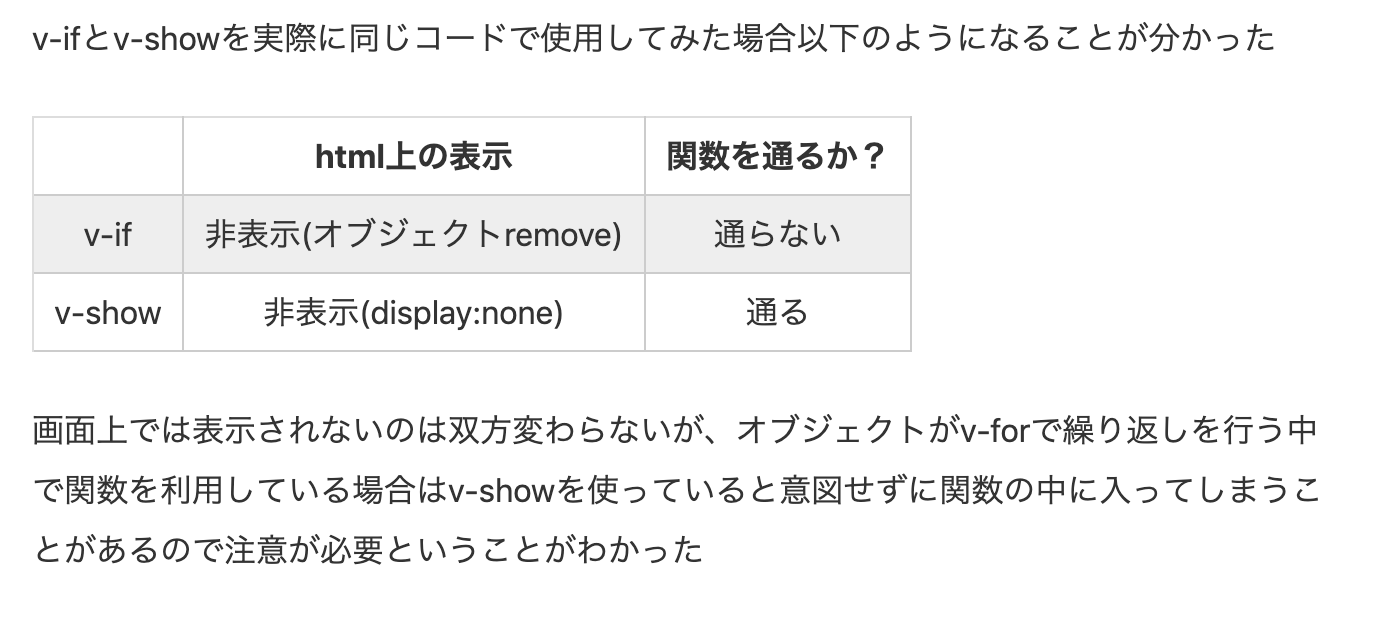 v-ifとv-showを実際に同じコードで使用してみた場合以下のようになることが分かった
html上の表示 関数を通るか？
v-if 非表示(オブジェクトremove) 通らない
v-show 非表示(display:none) 通る
画面上では表示されないのは双方変わらないが、オブジェクトがv-forで繰り返しを行う中
で関数を利用している場合はv-showを使っていると意図せずに関数の中に入ってしまうこ
とがあるので注意が必要ということがわかった